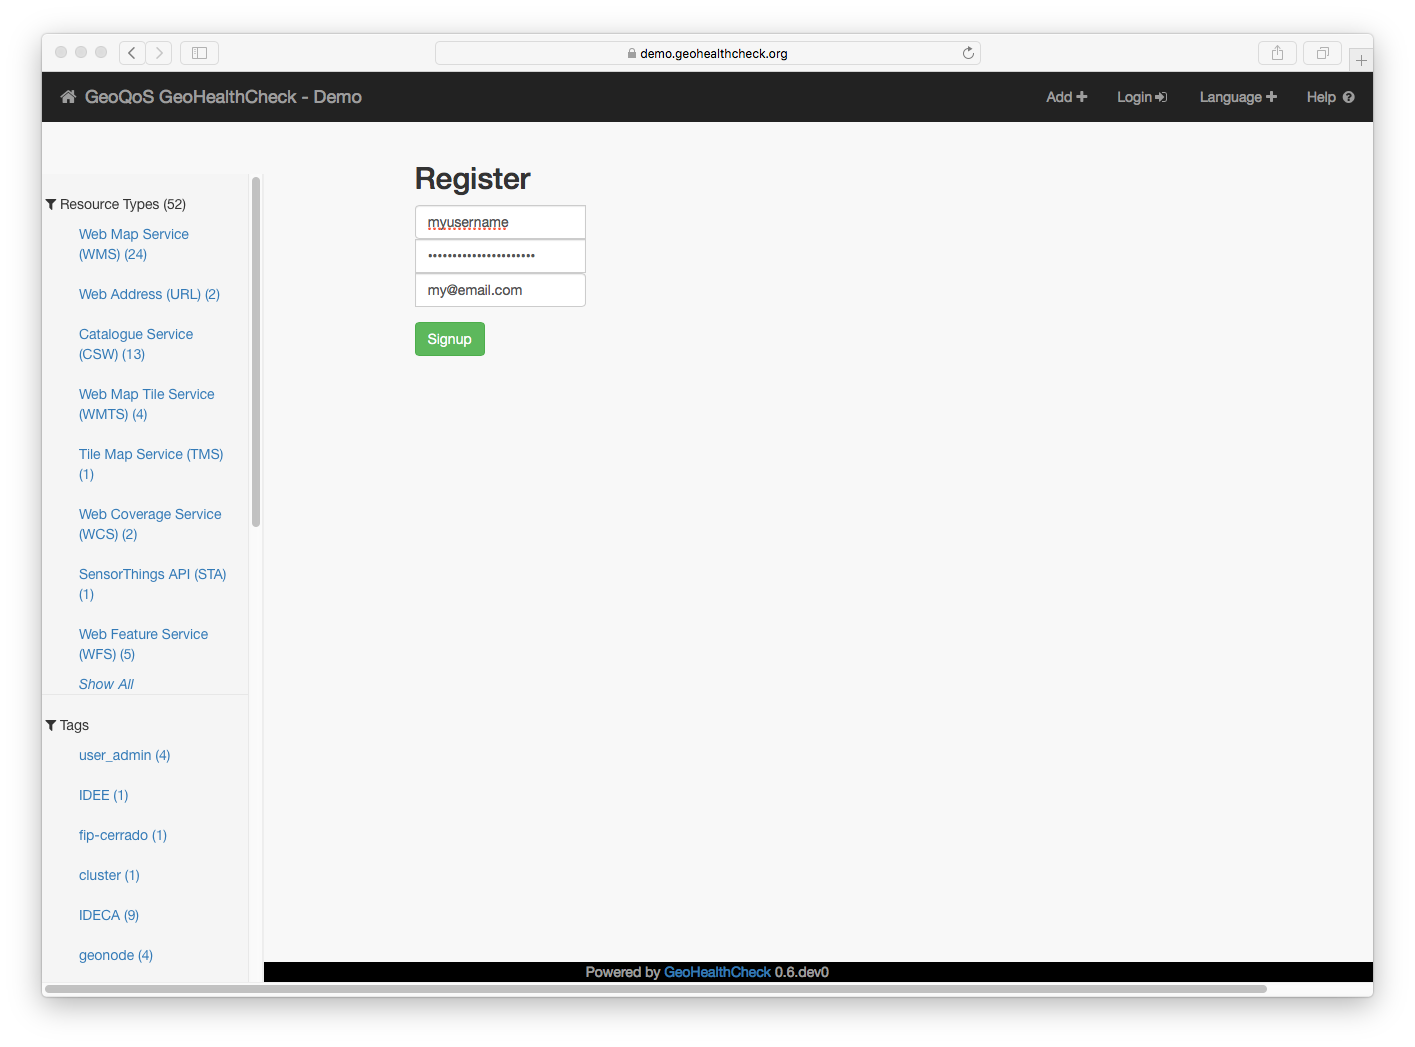 demo.geohealthcheck.org
GeoQoS GeoHealthCheck - Demo
Add
Login
Language
Help
Register
myusername
••••••••••••••••••••••
my@email.com
Signup
Resource Types (52)
Web Map Service
(WMS) (24)
Web Address (URL) (2)
Catalogue Service
(CSW) (13)
Web Map Tile Service
(WMTS) (4)
Tile Map Service (TMS)
(1)
Web Coverage Service
(WCS) (2)
SensorThings API (STA)
(1)
Web Feature Service
(WFS) (5)
Show All
Tags
user_admin (4)
IDEE (1)
fip-cerrado (1)
cluster (1)
IDECA (9)
geonode (4)
Powered by GeoHealthCheck 0.6.dev0